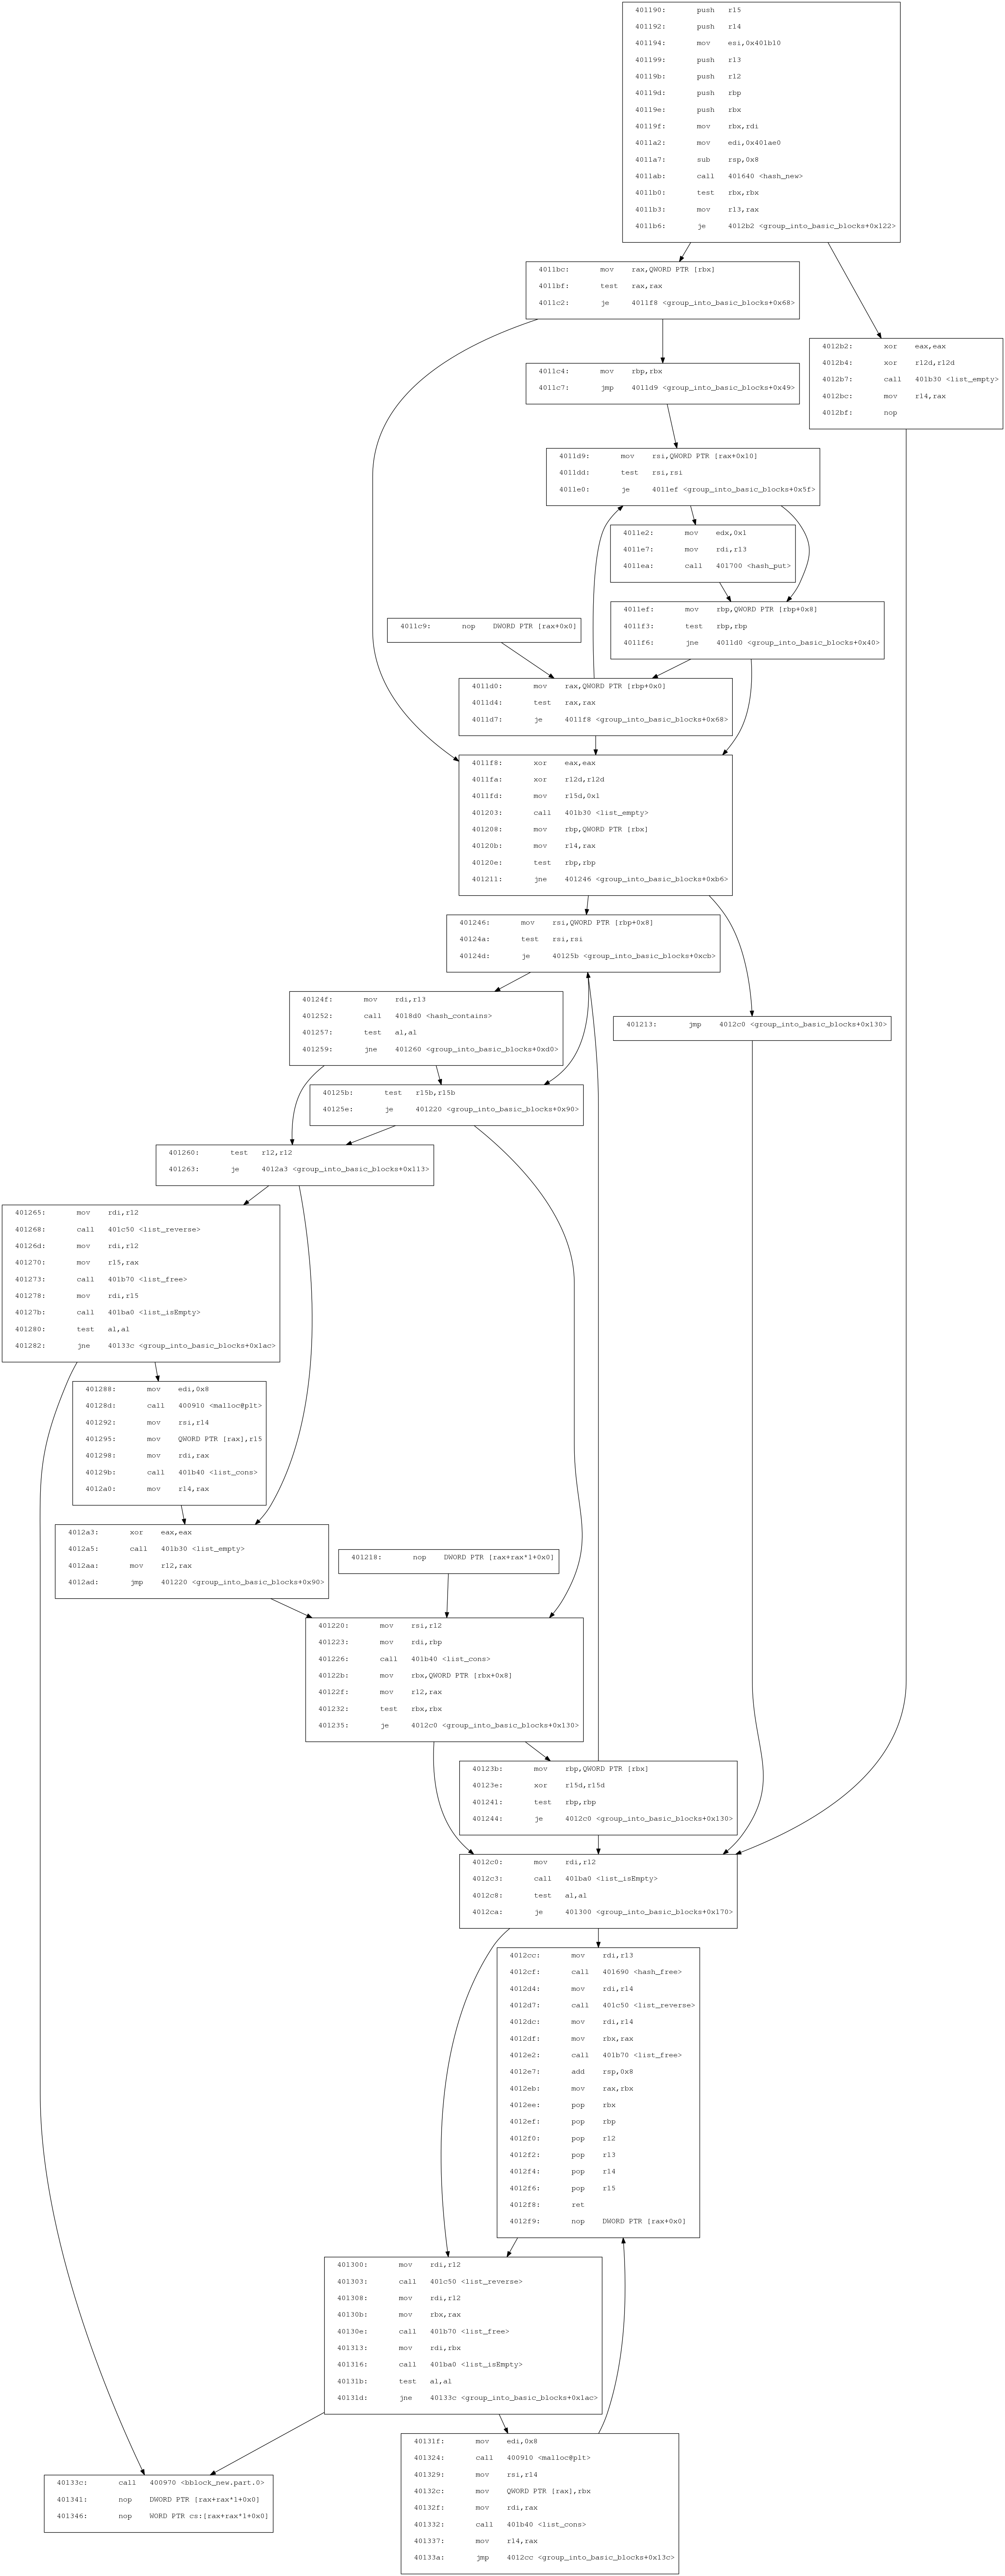 401190: push r15
401192: push r14
401194: mov esi,0x401b10
401199: push r13
40119b: push r12
40119d: push rbp
40119e: push rbx
40119f: mov rbx,rdi
4011a2: mov edi,0x401ae0
4011a7: sub rsp,0x8
4011ab: call 401640 <hash_new>
4011b0: test rbx,rbx
4011b3: mov r13,rax
4011b6: je 4012b2 <group_into_basic_blocks+0x122>
4011bc: mov rax,QWORD PTR [rbx]
4011bf: test rax,rax
4011c2: je 4011f8 <group_into_basic_blocks+0x68>
4012b2: xor eax,eax
4012b4: xor r12d,r12d
4012b7: call 401b30 <list_empty>
4012bc: mov r14,rax
4012bf: nop
4011c4: mov rbp,rbx
4011c7: jmp 4011d9 <group_into_basic_blocks+0x49>
4011d9: mov rsi,QWORD PTR [rax+0x10]
4011dd: test rsi,rsi
4011e0: je 4011ef <group_into_basic_blocks+0x5f>
4011e2: mov edx,0x1
4011e7: mov rdi,r13
4011ea: call 401700 <hash_put>
4011ef: mov rbp,QWORD PTR [rbp+0x8]
4011f3: test rbp,rbp
4011f6: jne 4011d0 <group_into_basic_blocks+0x40>
4011c9: nop DWORD PTR [rax+0x0]
4011d0: mov rax,QWORD PTR [rbp+0x0]
4011d4: test rax,rax
4011d7: je 4011f8 <group_into_basic_blocks+0x68>
4011f8: xor eax,eax
4011fa: xor r12d,r12d
4011fd: mov r15d,0x1
401203: call 401b30 <list_empty>
401208: mov rbp,QWORD PTR [rbx]
40120b: mov r14,rax
40120e: test rbp,rbp
401211: jne 401246 <group_into_basic_blocks+0xb6>
401246: mov rsi,QWORD PTR [rbp+0x8]
40124a: test rsi,rsi
40124d: je 40125b <group_into_basic_blocks+0xcb>
40124f: mov rdi,r13
401252: call 4018d0 <hash_contains>
401257: test al,al
401259: jne 401260 <group_into_basic_blocks+0xd0>
401213: jmp 4012c0 <group_into_basic_blocks+0x130>
40125b: test r15b,r15b
40125e: je 401220 <group_into_basic_blocks+0x90>
401260: test r12,r12
401263: je 4012a3 <group_into_basic_blocks+0x113>
401265: mov rdi,r12
401268: call 401c50 <list_reverse>
40126d: mov rdi,r12
401270: mov r15,rax
401273: call 401b70 <list_free>
401278: mov rdi,r15
40127b: call 401ba0 <list_isEmpty>
401280: test al,al
401282: jne 40133c <group_into_basic_blocks+0x1ac>
401288: mov edi,0x8
40128d: call 400910 <malloc@plt>
401292: mov rsi,r14
401295: mov QWORD PTR [rax],r15
401298: mov rdi,rax
40129b: call 401b40 <list_cons>
4012a0: mov r14,rax
4012a3: xor eax,eax
4012a5: call 401b30 <list_empty>
4012aa: mov r12,rax
4012ad: jmp 401220 <group_into_basic_blocks+0x90>
401218: nop DWORD PTR [rax+rax*1+0x0]
401220: mov rsi,r12
401223: mov rdi,rbp
401226: call 401b40 <list_cons>
40122b: mov rbx,QWORD PTR [rbx+0x8]
40122f: mov r12,rax
401232: test rbx,rbx
401235: je 4012c0 <group_into_basic_blocks+0x130>
40123b: mov rbp,QWORD PTR [rbx]
40123e: xor r15d,r15d
401241: test rbp,rbp
401244: je 4012c0 <group_into_basic_blocks+0x130>
4012c0: mov rdi,r12
4012c3: call 401ba0 <list_isEmpty>
4012c8: test al,al
4012ca: je 401300 <group_into_basic_blocks+0x170>
4012cc: mov rdi,r13
4012cf: call 401690 <hash_free>
4012d4: mov rdi,r14
4012d7: call 401c50 <list_reverse>
4012dc: mov rdi,r14
4012df: mov rbx,rax
4012e2: call 401b70 <list_free>
4012e7: add rsp,0x8
4012eb: mov rax,rbx
4012ee: pop rbx
4012ef: pop rbp
4012f0: pop r12
4012f2: pop r13
4012f4: pop r14
4012f6: pop r15
4012f8: ret
4012f9: nop DWORD PTR [rax+0x0]
401300: mov rdi,r12
401303: call 401c50 <list_reverse>
401308: mov rdi,r12
40130b: mov rbx,rax
40130e: call 401b70 <list_free>
401313: mov rdi,rbx
401316: call 401ba0 <list_isEmpty>
40131b: test al,al
40131d: jne 40133c <group_into_basic_blocks+0x1ac>
40131f: mov edi,0x8
401324: call 400910 <malloc@plt>
401329: mov rsi,r14
40132c: mov QWORD PTR [rax],rbx
40132f: mov rdi,rax
401332: call 401b40 <list_cons>
401337: mov r14,rax
40133a: jmp 4012cc <group_into_basic_blocks+0x13c>
40133c: call 400970 <bblock_new.part.0>
401341: nop DWORD PTR [rax+rax*1+0x0]
401346: nop WORD PTR cs:[rax+rax*1+0x0]